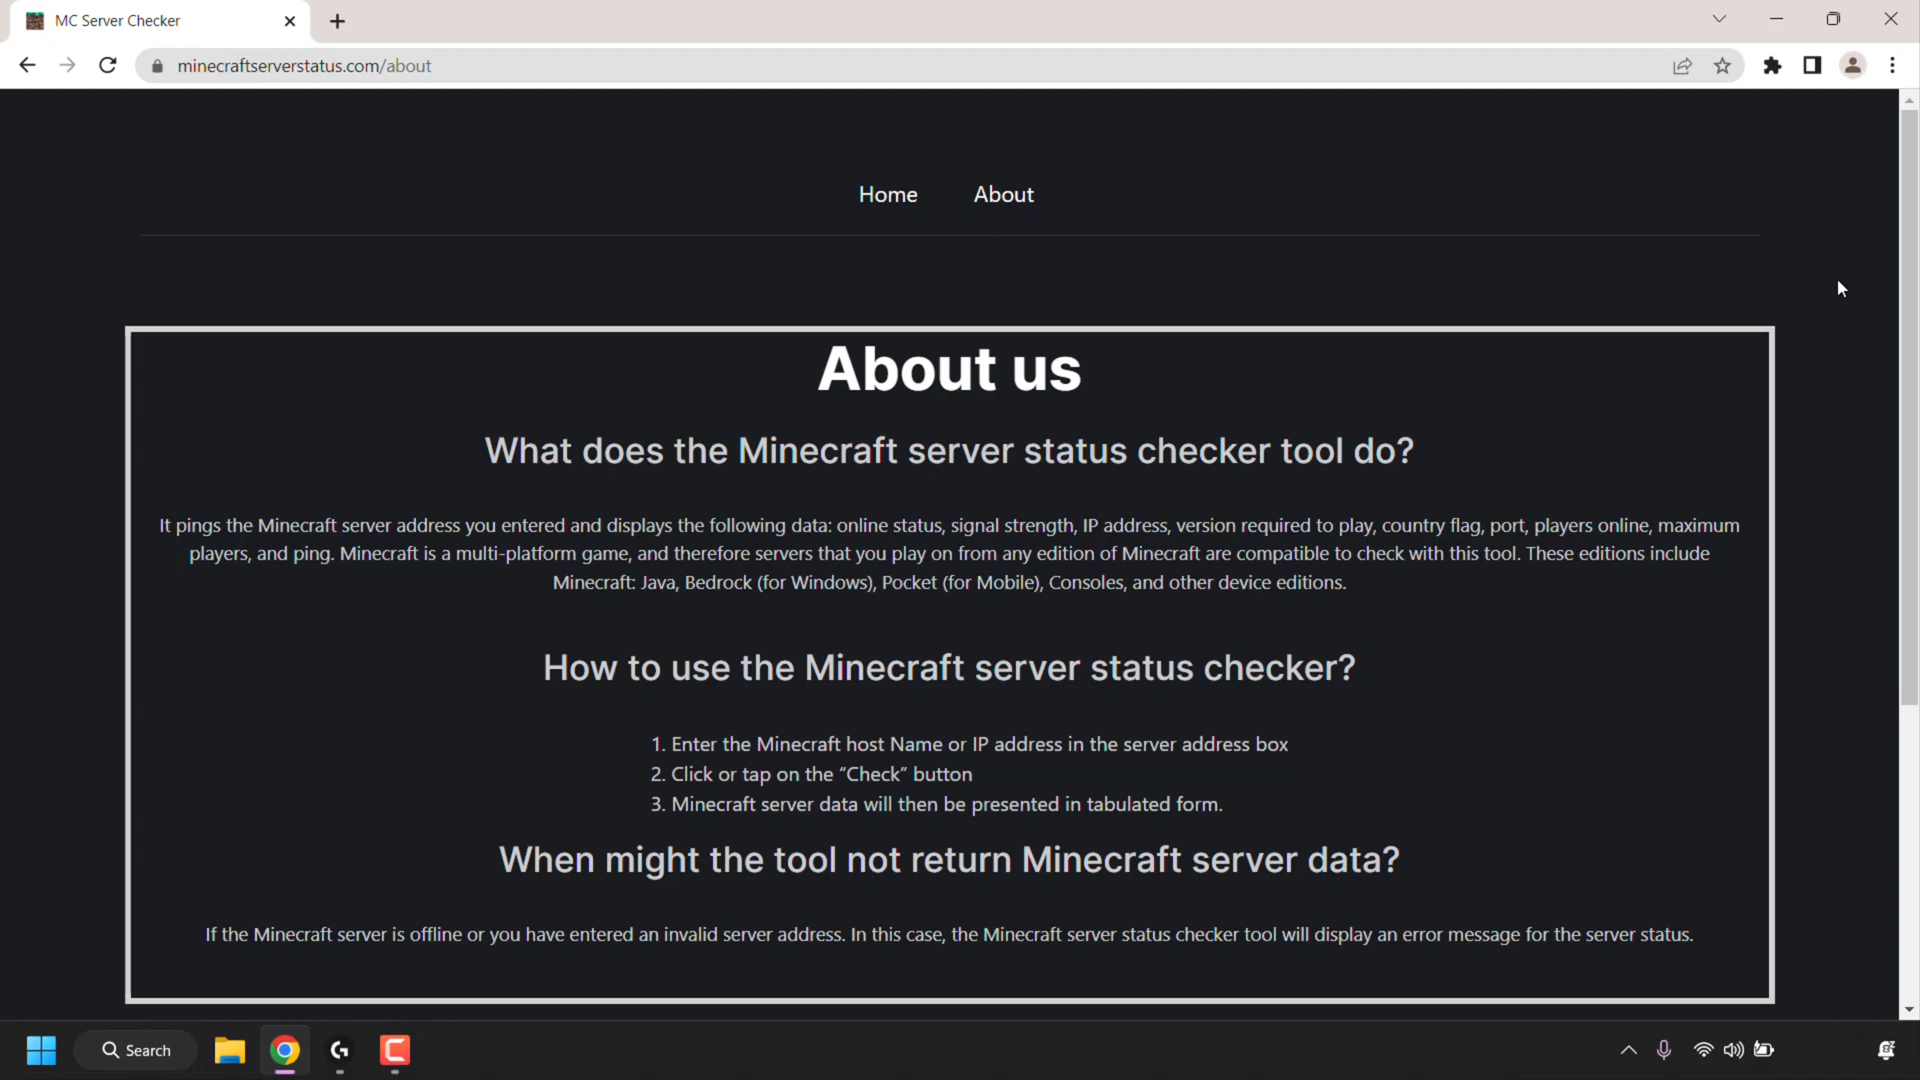 MC Server Checker
minecraftserverstatus.com/about
Home About
About us
What does the Minecraft server status checker tool do?
It pings the Minecraft server address you entered and displays the following data: online status, signal strength, IP address, version required to play, country flag, port, players online, maximum
players, and ping. Minecraft is a multi-platform game, and therefore servers that you play on from any edition of Minecraft are compatible to check with this tool. These editions include
Minecraft: Java, Bedrock (for Windows), Pocket (for Mobile), Consoles, and other device editions.
How to use the Minecraft server status checker?
1. Enter the Minecraft host Name or IP address in the server address box
2. Click or tap on the “Check” button
3. Minecraft server data will then be presented in tabulated form.
When might the tool not return Minecraft server data?
If the Minecraft server is offline or you have entered an invalid server address. In this case, the Minecraft server status checker tool will display an error message for the server status.
Search